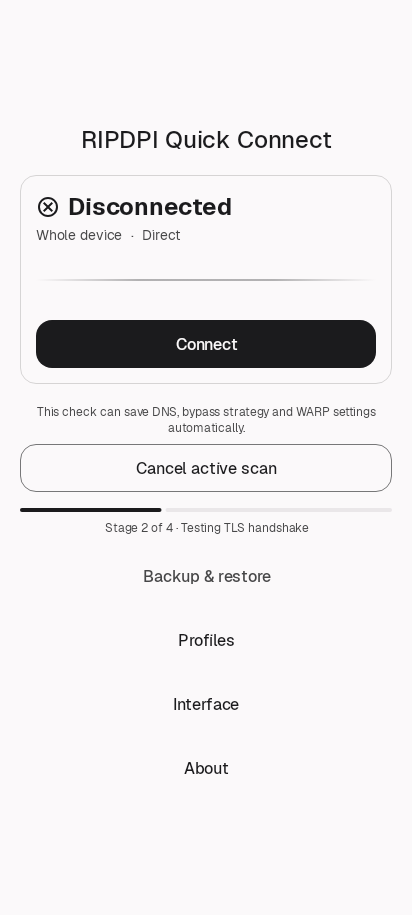 RIPDPI Quick Connect
Disconnected
Whole device · Direct
Connect
This check can save DNS, bypass strategy and WARP settings
automatically.
Cancel active scan
Stage 2 of 4 · Testing TLS handshake
Backup & restore
Profiles
Interface
About